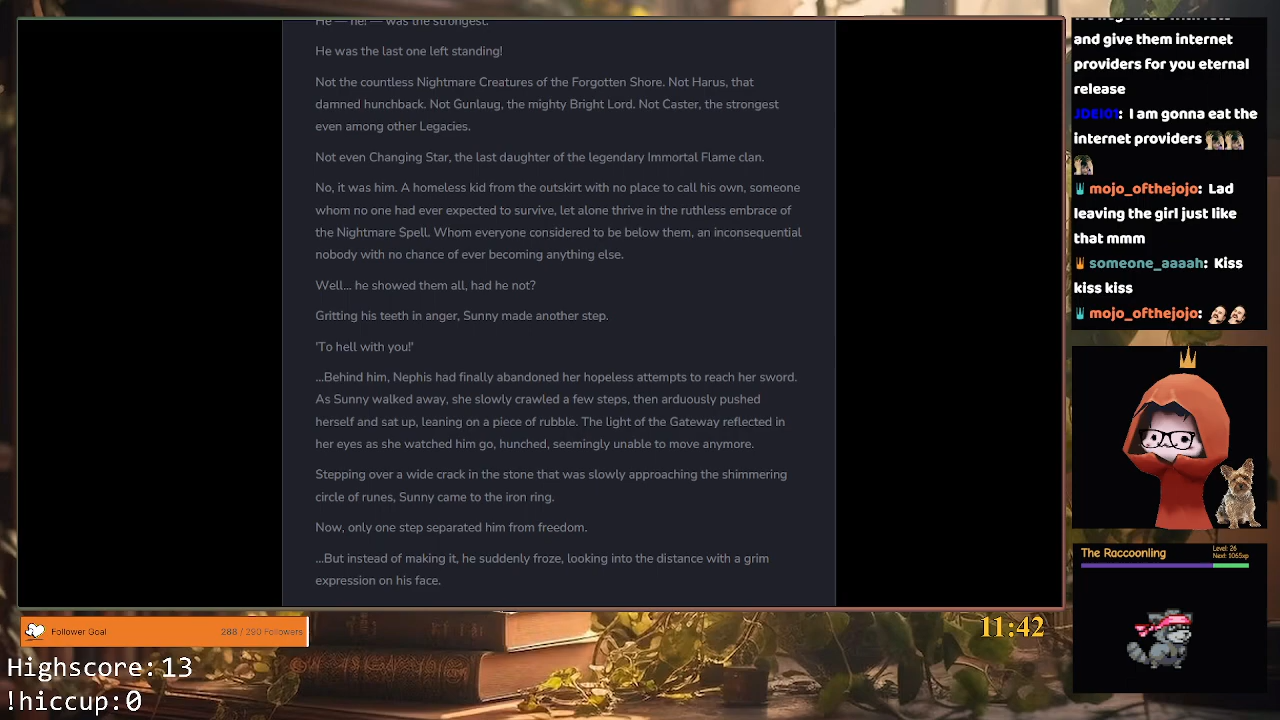 He — he! — was the strongest.
He was the last one left standing!
Not the countless Nightmare Creatures of the Forgotten Shore. Not Harus, that
damned hunchback. Not Gunlaug, the mighty Bright Lord. Not Caster, the strongest
even among other Legacies.
Not even Changing Star, the last daughter of the legendary Immortal Flame clan.
No, it was him. A homeless kid from the outskirt with no place to call his own, someone
whom no one had ever expected to survive, let alone thrive in the ruthless embrace of
the Nightmare Spell. Whom everyone considered to be below them, an inconsequential
nobody with no chance of ever becoming anything else.
Well... he showed them all, had he not?
Gritting his teeth in anger, Sunny made another step.
'To hell with you!'
...Behind him, Nephis had finally abandoned her hopeless attempts to reach her sword.
As Sunny walked away, she slowly crawled a few steps, then arduously pushed
herself and sat up, leaning on a piece of rubble. The light of the Gateway reflected in
her eyes as she watched him go, hunched, seemingly unable to move anymore.
Stepping over a wide crack in the stone that was slowly approaching the shimmering
circle of runes, Sunny came to the iron ring.
Now, only one step separated him from freedom.
...But instead of making it, he suddenly froze, looking into the distance with a grim
expression on his face.
and give them internet
providers for you eternal
release
JDEI01: I am gonna eat the
internet providers
mojo_ofthejojo: Lad
leaving the girl just like
that mmm
someone_aaaah: Kiss
kiss kiss
mojo_ofthejojo:
The Raccoonling
Level: 26
Next: 1065xp
Follower Goal
288 / 290 Followers
11:42
Highscore:13
!hiccup:0